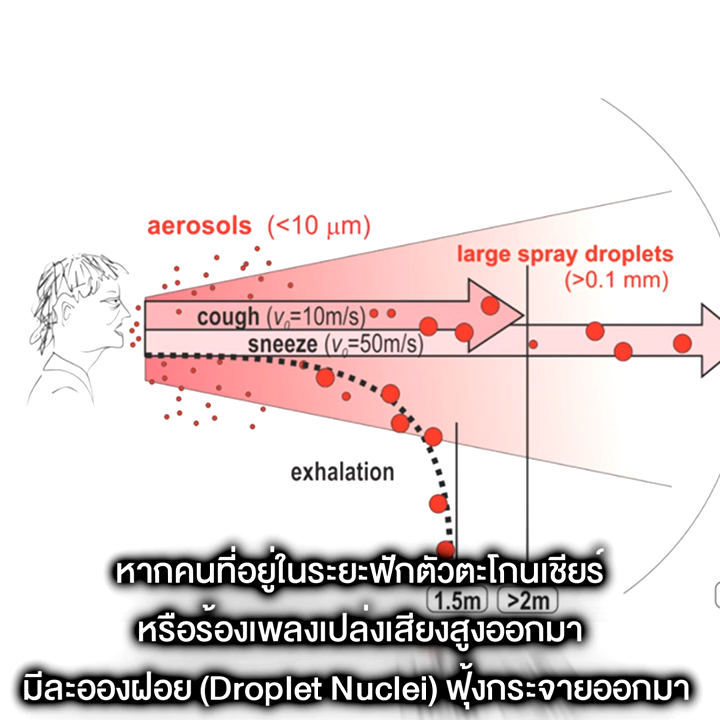 aerosols (<10 μm)
large spray droplets
(>0.1 mm)
cough (v₀=10m/s)
sneeze (v₀=50m/s)
exhalation
1.5m >2m
หากคนที่อยู่ในระยะฟักตัวตะโกนเชียร์
หรือร้องเพลงเปล่งเสียงสูงออกมา
มีละอองฝอย (Droplet Nuclei) ฟุ้งกระจายออกมา